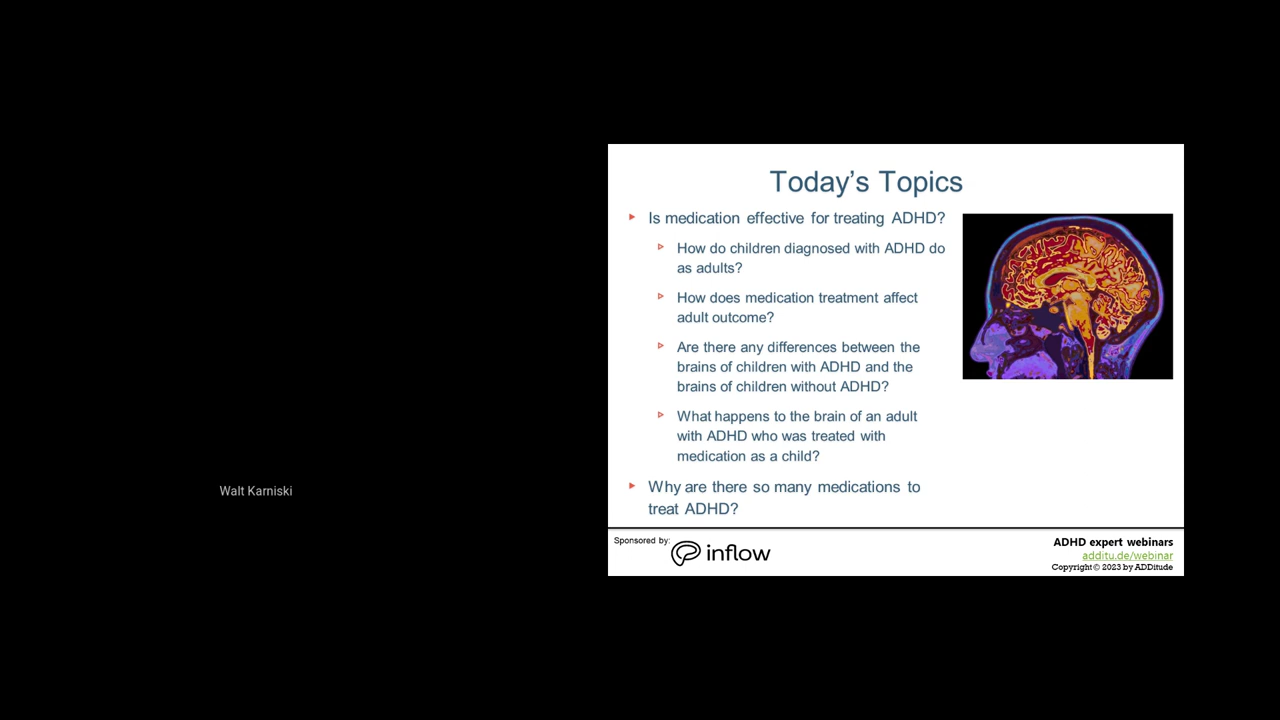 Today's Topics
Is medication effective for treating ADHD?
How do children diagnosed with ADHD do
as adults?
How does medication treatment affect
adult outcome?
Are there any differences between the
brains of children with ADHD and the
brains of children without ADHD?
What happens to the brain of an adult
with ADHD who was treated with
medication as a child?
Why are there so many medications to
treat ADHD?
Walt Karniski
Sponsored by:
inflow
ADHD expert webinars
additu.de/webinar
Copyright © 2023 by ADDitude